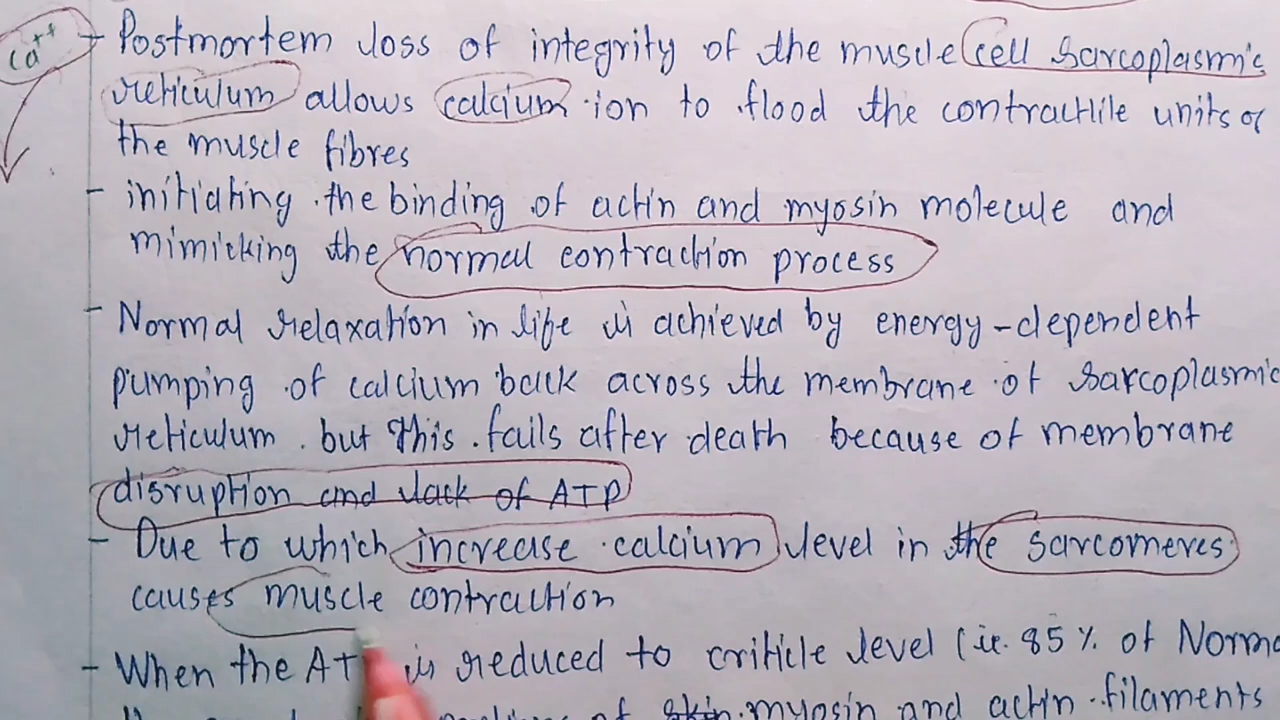 Ca++
- Postmortem loss of integrity of the muscle cell sarcoplasmic
reticulum allows calcium ion to flood the contractile units of
the muscle fibres
- initiating the binding of actin and myosin molecule and
mimicking the normal contraction process
- Normal relaxation in life is achieved by energy-dependent
pumping of calcium back across the membrane of sarcoplasmic
reticulum but this fails after death because of membrane
disruption and lack of ATP
- Due to which increase calcium level in the sarcomeres
causes muscle contraction
- When the AT is reduced to criticle level (i.e. 85% of Norma
of skin myosin and actin filaments